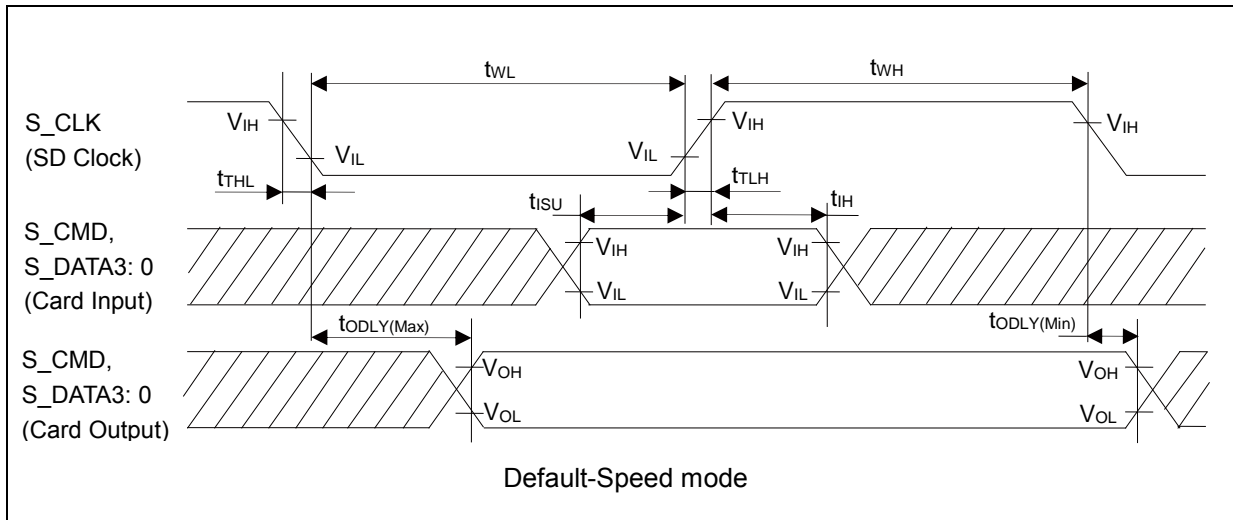 tWL
tWH
S_CLK
(SD Clock)
VIH
VIL
VIL
VIH
VIH
tTHL
tTLH
tISU
tIH
S_CMD,
S_DATA3: 0
(Card Input)
VIH
VIL
VIH
VIL
tODLY(Max)
tODLY(Min)
S_CMD,
S_DATA3: 0
(Card Output)
VOH
VOL
VOH
VOL
Default-Speed mode